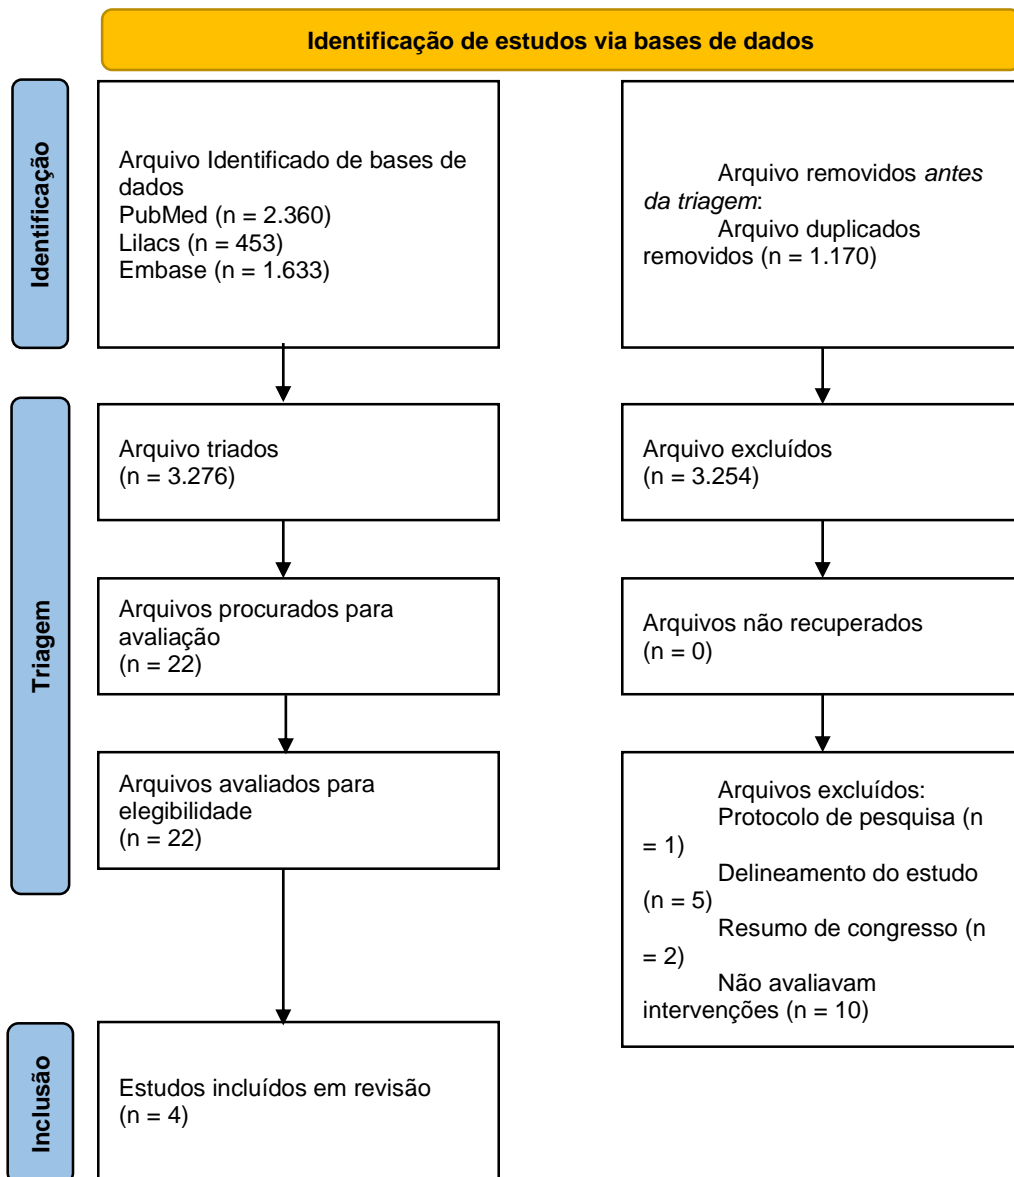 Identificação de estudos via bases de dados
Identificação
Arquivo Identificado de bases de
dados
PubMed (n = 2.360)
Lilacs (n = 453)
Embase (n = 1.633)
Arquivo removidos antes
da triagem:
Arquivo duplicados
removidos (n = 1.170)
Triagem
Arquivo triados
(n = 3.276)
Arquivo excluídos
(n = 3.254)
Arquivos procurados para
avaliação
(n = 22)
Arquivos não recuperados
(n = 0)
Arquivos avaliados para
elegibilidade
(n = 22)
Arquivos excluídos:
Protocolo de pesquisa (n
= 1)
Delineamento do estudo
(n = 5)
Resumo de congresso (n
= 2)
Não avaliavam
intervenções (n = 10)
Inclusão
Estudos incluídos em revisão
(n = 4)